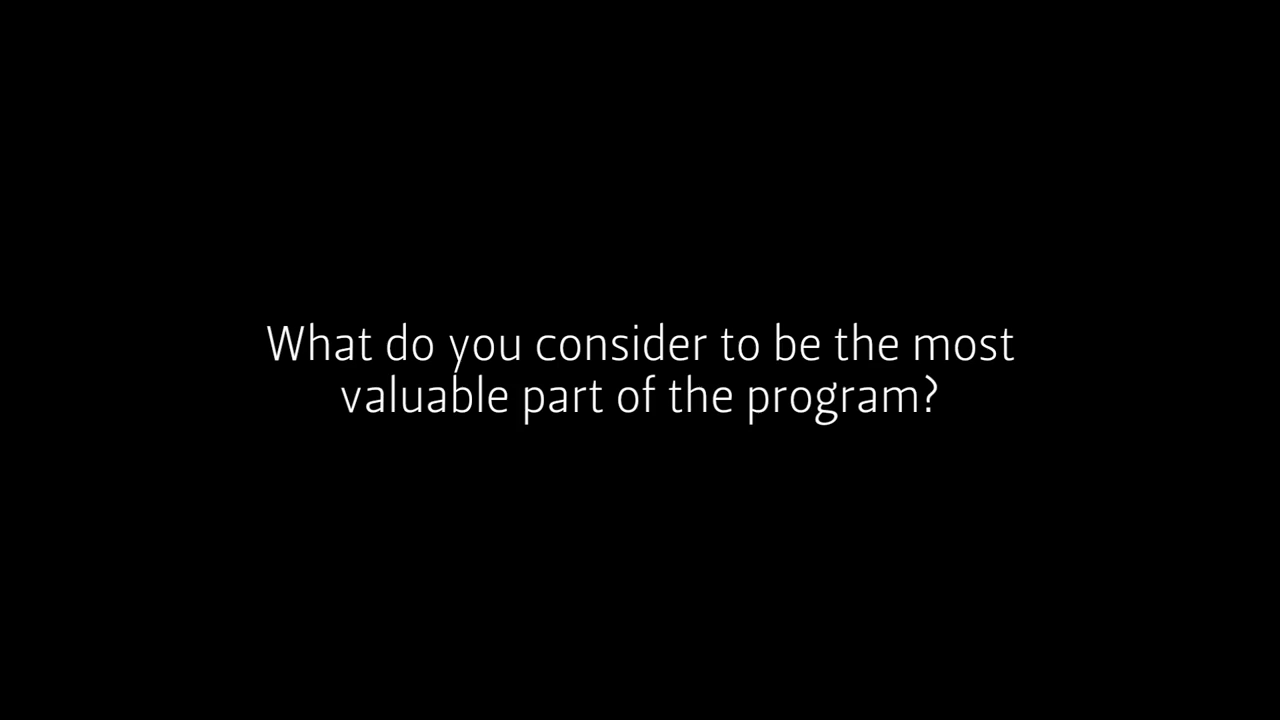 What do you consider to be the most
valuable part of the program?